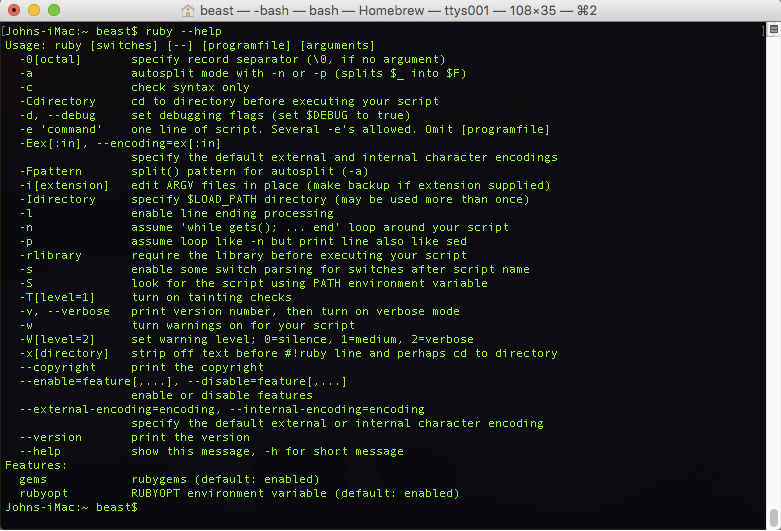 beast — -bash — bash — Homebrew — ttys001 — 108×35 — ⌘2
[Johns-iMac:~ beast$ ruby --help ]
Usage: ruby [switches] [--] [programfile] [arguments]
  -0[octal]       specify record separator (\0, if no argument)
  -a              autosplit mode with -n or -p (splits $_ into $F)
  -c              check syntax only
  -Cdirectory     cd to directory before executing your script
  -d, --debug     set debugging flags (set $DEBUG to true)
  -e 'command'    one line of script. Several -e's allowed. Omit [programfile]
  -Eex[:in], --encoding=ex[:in]
                  specify the default external and internal character encodings
  -Fpattern       split() pattern for autosplit (-a)
  -i[extension]   edit ARGV files in place (make backup if extension supplied)
  -Idirectory     specify $LOAD_PATH directory (may be used more than once)
  -l              enable line ending processing
  -n              assume 'while gets(); ... end' loop around your script
  -p              assume loop like -n but print line also like sed
  -rlibrary       require the library before executing your script
  -s              enable some switch parsing for switches after script name
  -S              look for the script using PATH environment variable
  -T[level=1]     turn on tainting checks
  -v, --verbose   print version number, then turn on verbose mode
  -w              turn warnings on for your script
  -W[level=2]     set warning level; 0=silence, 1=medium, 2=verbose
  -x[directory]   strip off text before #!ruby line and perhaps cd to directory
  --copyright     print the copyright
  --enable=feature[,...], --disable=feature[,...]
                  enable or disable features
  --external-encoding=encoding, --internal-encoding=encoding
                  specify the default external or internal character encoding
  --version       print the version
  --help          show this message, -h for short message
Features:
  gems            rubygems (default: enabled)
  rubyopt         RUBYOPT environment variable (default: enabled)
Johns-iMac:~ beast$